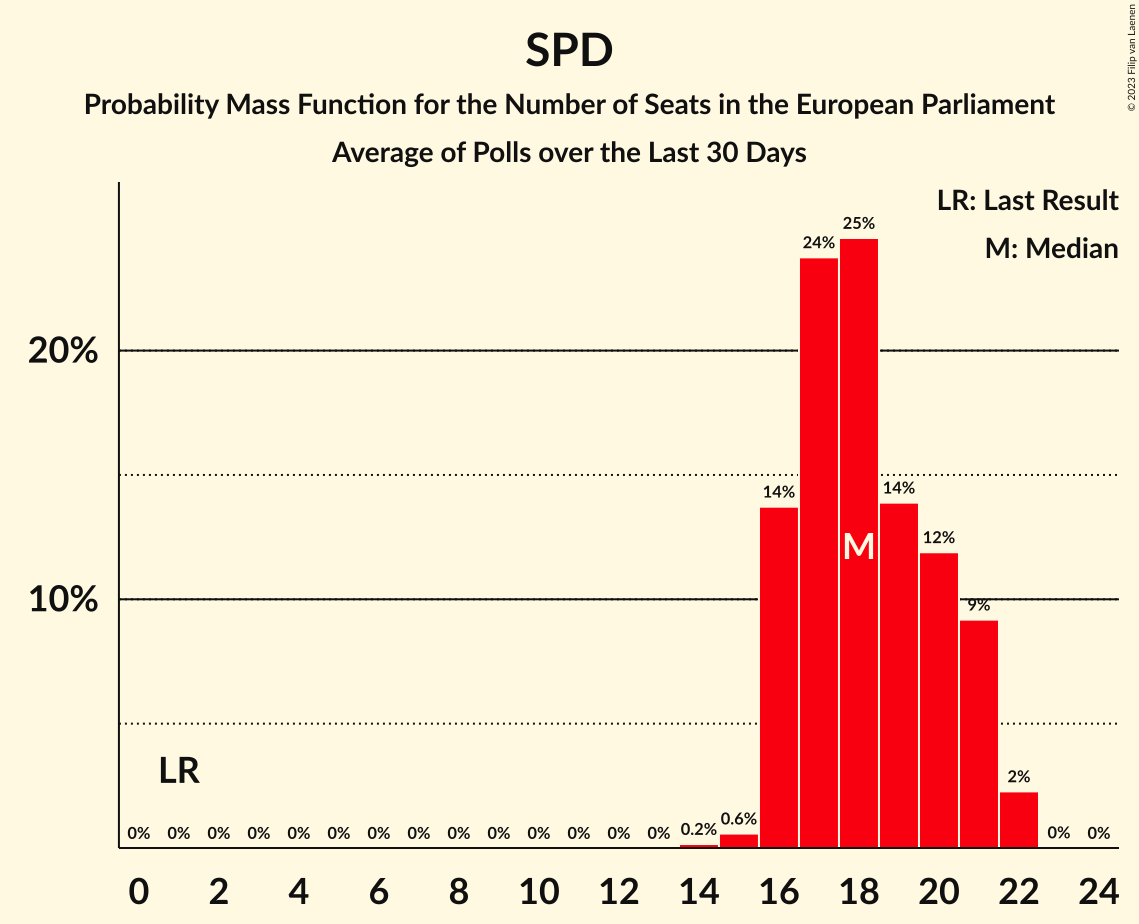 SPD
Probability Mass Function for the Number of Seats in the European Parliament
Average of Polls over the Last 30 Days
© 2023 Filip van Laenen
LR: Last Result
M: Median
25%
24%
20%
14%
14%
12%
M
10%
9%
LR
2%
0% 0% 0% 0% 0% 0% 0% 0% 0% 0% 0% 0% 0% 0% 0.2% 0.6% 0% 0%
0 2 4 6 8 10 12 14 16 18 20 22 24